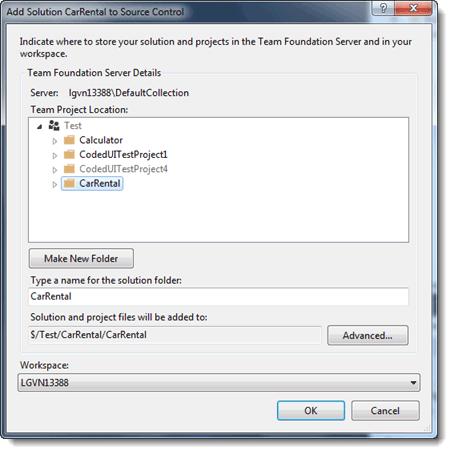 Add Solution CarRental to Source Control
Indicate where to store your solution and projects in the Team Foundation Server and in your
workspace.
Team Foundation Server Details
Server: lgvn13388\DefaultCollection
Team Project Location:
Test
Calculator
CodedUITestProject1
CodedUITestProject4
CarRental
Make New Folder
Type a name for the solution folder:
CarRental
Solution and project files will be added to:
$/Test/CarRental/CarRental
Advanced...
Workspace:
LGVN13388
OK Cancel